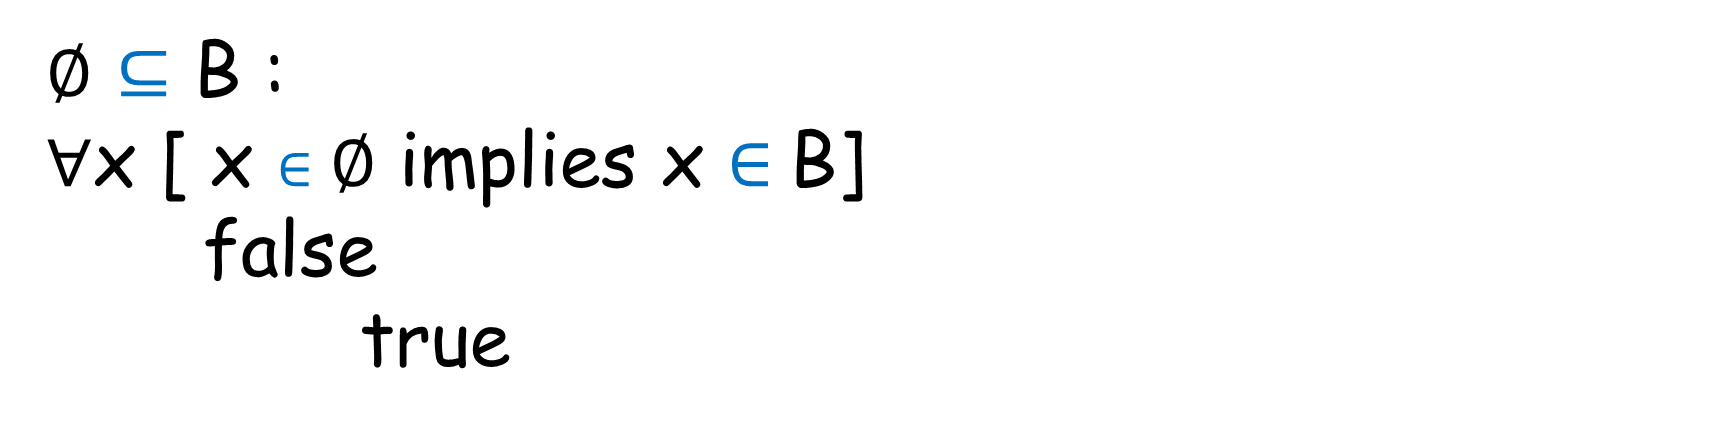 ∅ ⊆ B :
∀x [ x ∈ ∅ implies x ∈ B]
false
true